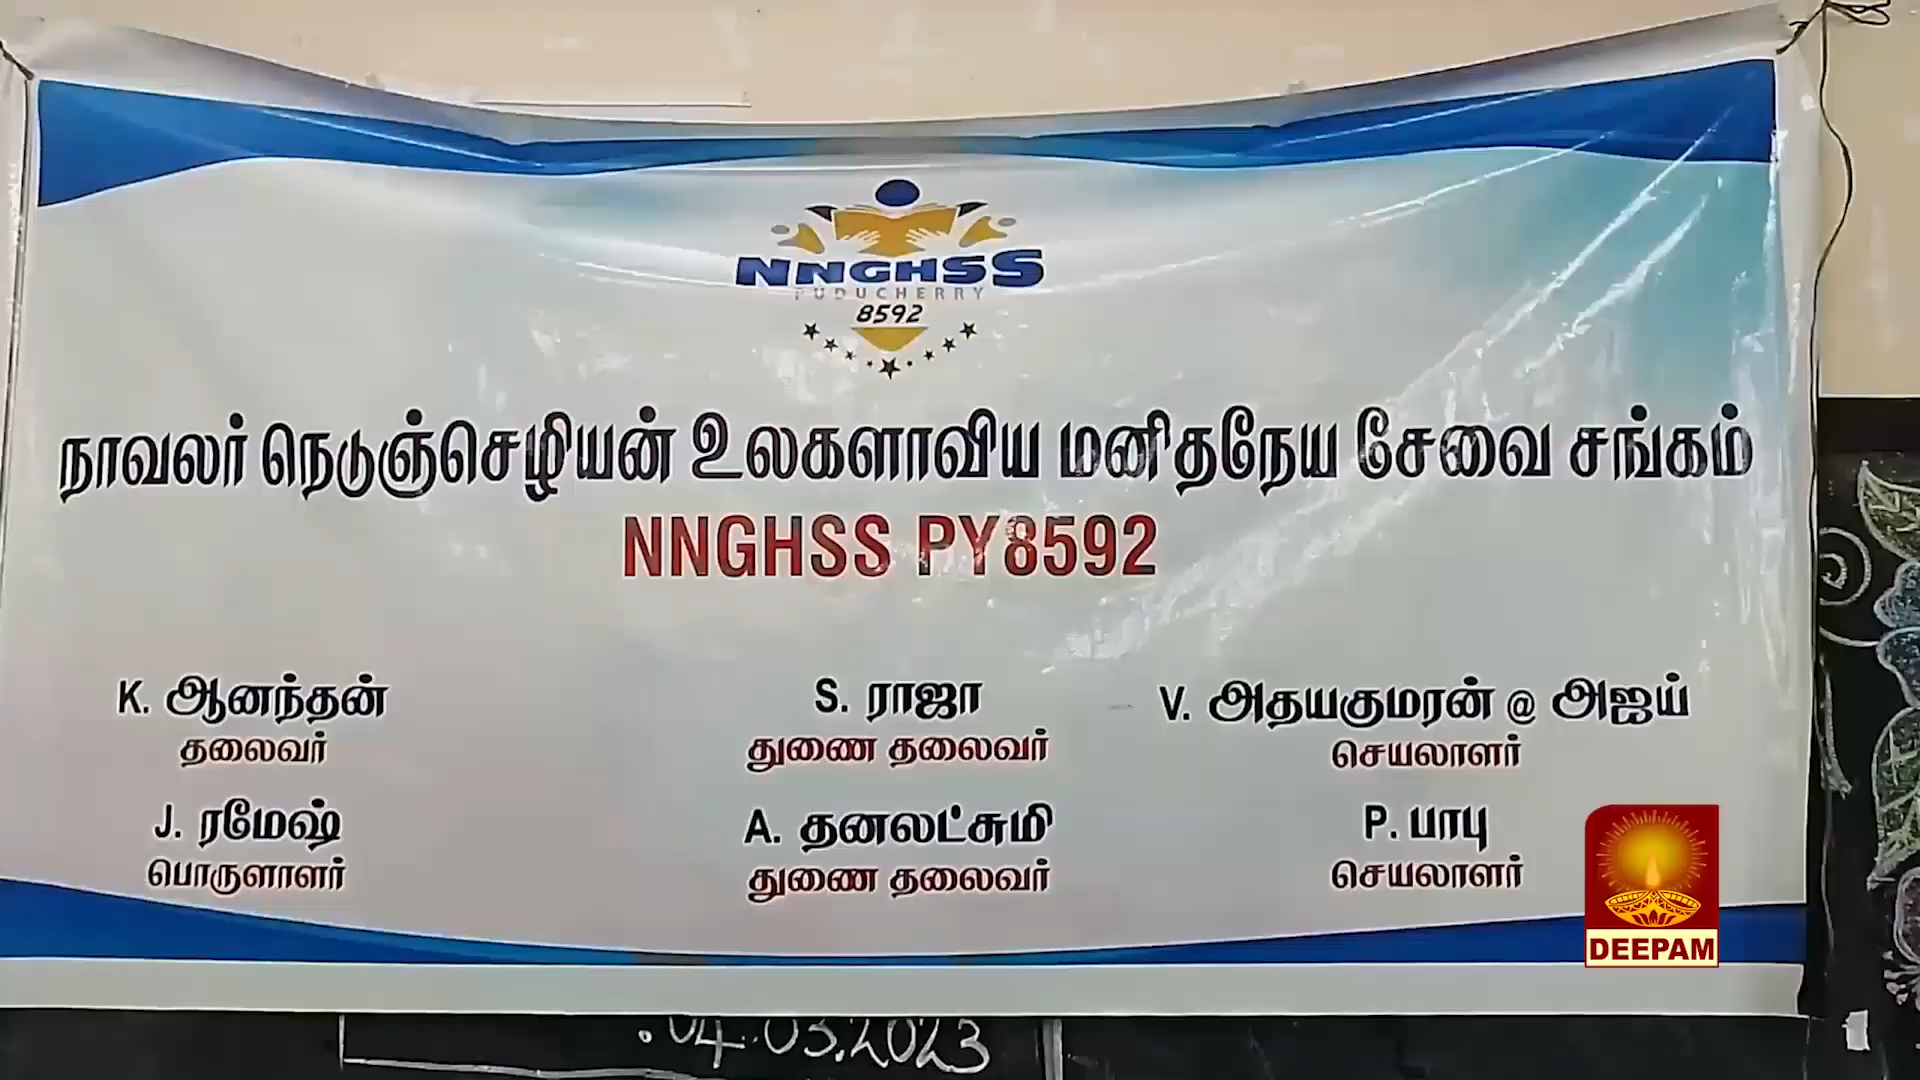 NNGHSS
PUDUCHERRY
8592
நாவலர் நெடுஞ்செழியன் உலகளாவிய மனிதநேய சேவை சங்கம்
NNGHSS PY8592
K. ஆனந்தன் S. ராஜா V. அதயகுமரன் @ அஜய்
தலைவர் துணை தலைவர் செயலாளர்
J. ரமேஷ் A. தனலட்சுமி P. பாபு
பொருளாளர் துணை தலைவர் செயலாளர்
DEEPAM
.04.03.2023